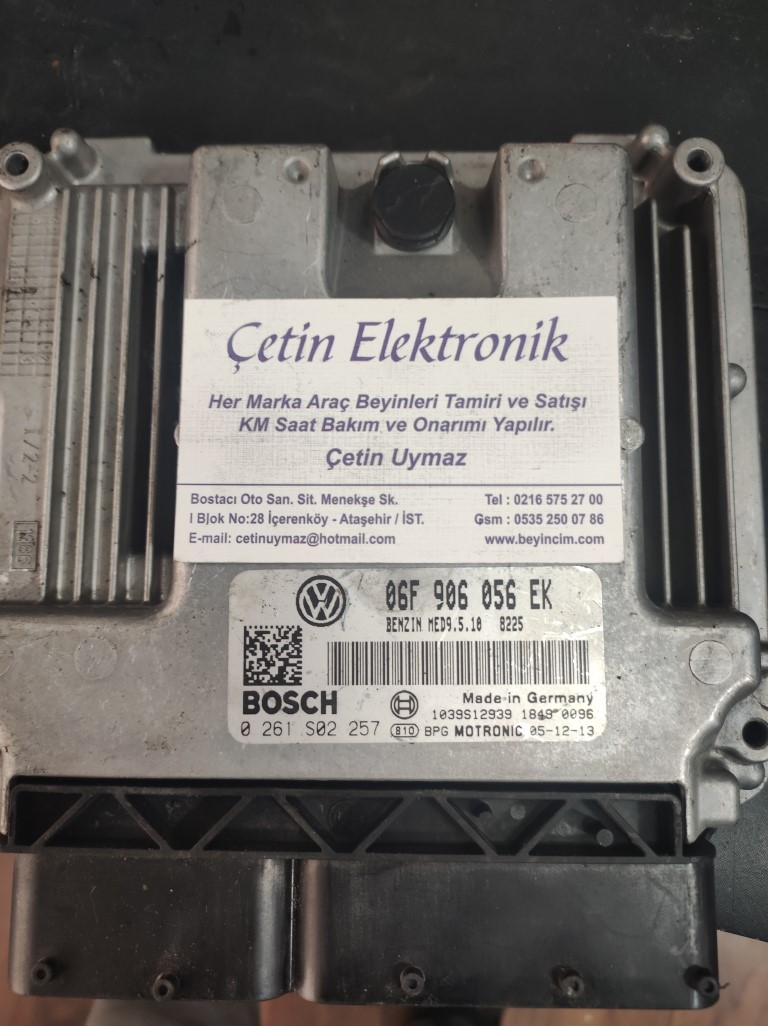 Çetin Elektronik
Her Marka Araç Beyinleri Tamiri ve Satışı
KM Saat Bakım ve Onarımı Yapılır.
Çetin Uymaz
Bostacı Oto San. Sit. Menekşe Sk.
I Blok No:28 İçerenköy - Ataşehir / İST.
E-mail: cetinuymaz@hotmail.com
Tel : 0216 575 27 00
Gsm : 0535 250 07 86
www.beyincim.com
06F 906 056 EK
BENZIN MED9.5.10 8225
BOSCH
Made in Germany
1039S12939 1849 0096
0 261 S02 257
810 BPG MOTRONIC 05-12-13